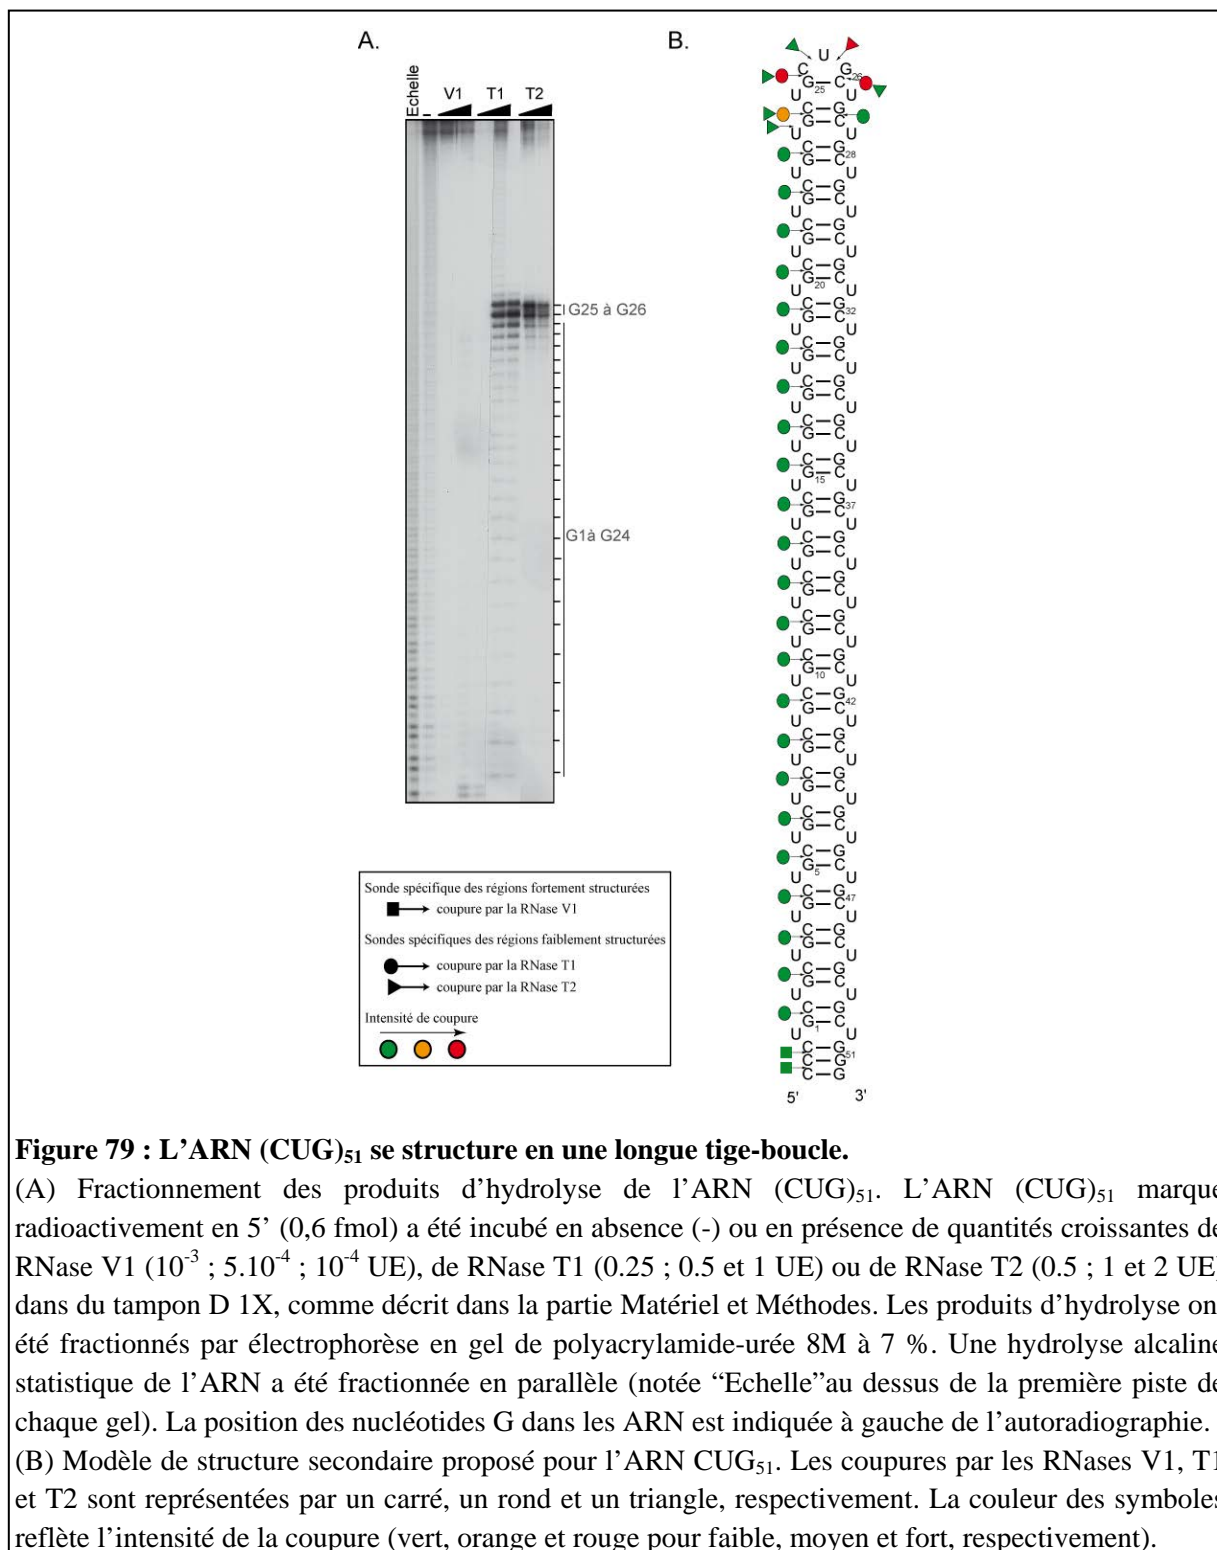 A.
B.
Echelle
-
V1
T1
T2
G25 à G26
G1à G24
Sonde spécifique des régions fortement structurées
coupure par la RNase V1
Sondes spécifiques des régions faiblement structurées
coupure par la RNase T1
coupure par la RNase T2
Intensité de coupure
U
C G 26
G – C
25
U U
C – G
G – C
U U
C – G 28
G – C
U U
C – G
G – C
U U
C – G
G – C
U U
C – G
G – C
20
U U
C – G 32
G – C
U U
C – G
G – C
U U
C – G
G – C
U U
C – G
G – C
U U
C – G
G – C
15
U U
C – G 37
G – C
U U
C – G
G – C
U U
C – G
G – C
U U
C – G
G – C
U U
C – G
G – C
10
U U
C – G 42
G – C
U U
C – G
G – C
U U
C – G
G – C
U U
C – G
G – C
U U
C – G
G – C
5
U U
C – G 47
G – C
U U
C – G
G – C
U U
C – G
G – C
U U
C – G
G – C
1
U U
C – G 51
C – G
C – G
5' 3'
Figure 79 : L’ARN (CUG)51 se structure en une longue tige-boucle.
(A) Fractionnement des produits d’hydrolyse de l’ARN (CUG)51. L’ARN (CUG)51 marqué
radioactivement en 5’ (0,6 fmol) a été incubé en absence (-) ou en présence de quantités croissantes de
RNase V1 (10-3 ; 5.10-4 ; 10-4 UE), de RNase T1 (0.25 ; 0.5 et 1 UE) ou de RNase T2 (0.5 ; 1 et 2 UE)
dans du tampon D 1X, comme décrit dans la partie Matériel et Méthodes. Les produits d’hydrolyse on
été fractionnés par électrophorèse en gel de polyacrylamide-urée 8M à 7 %. Une hydrolyse alcaline
statistique de l’ARN a été fractionnée en parallèle (notée “Echelle”au dessus de la première piste de
chaque gel). La position des nucléotides G dans les ARN est indiquée à gauche de l’autoradiographie.
(B) Modèle de structure secondaire proposé pour l’ARN CUG51. Les coupures par les RNases V1, T1
et T2 sont représentées par un carré, un rond et un triangle, respectivement. La couleur des symboles
reflète l’intensité de la coupure (vert, orange et rouge pour faible, moyen et fort, respectivement).